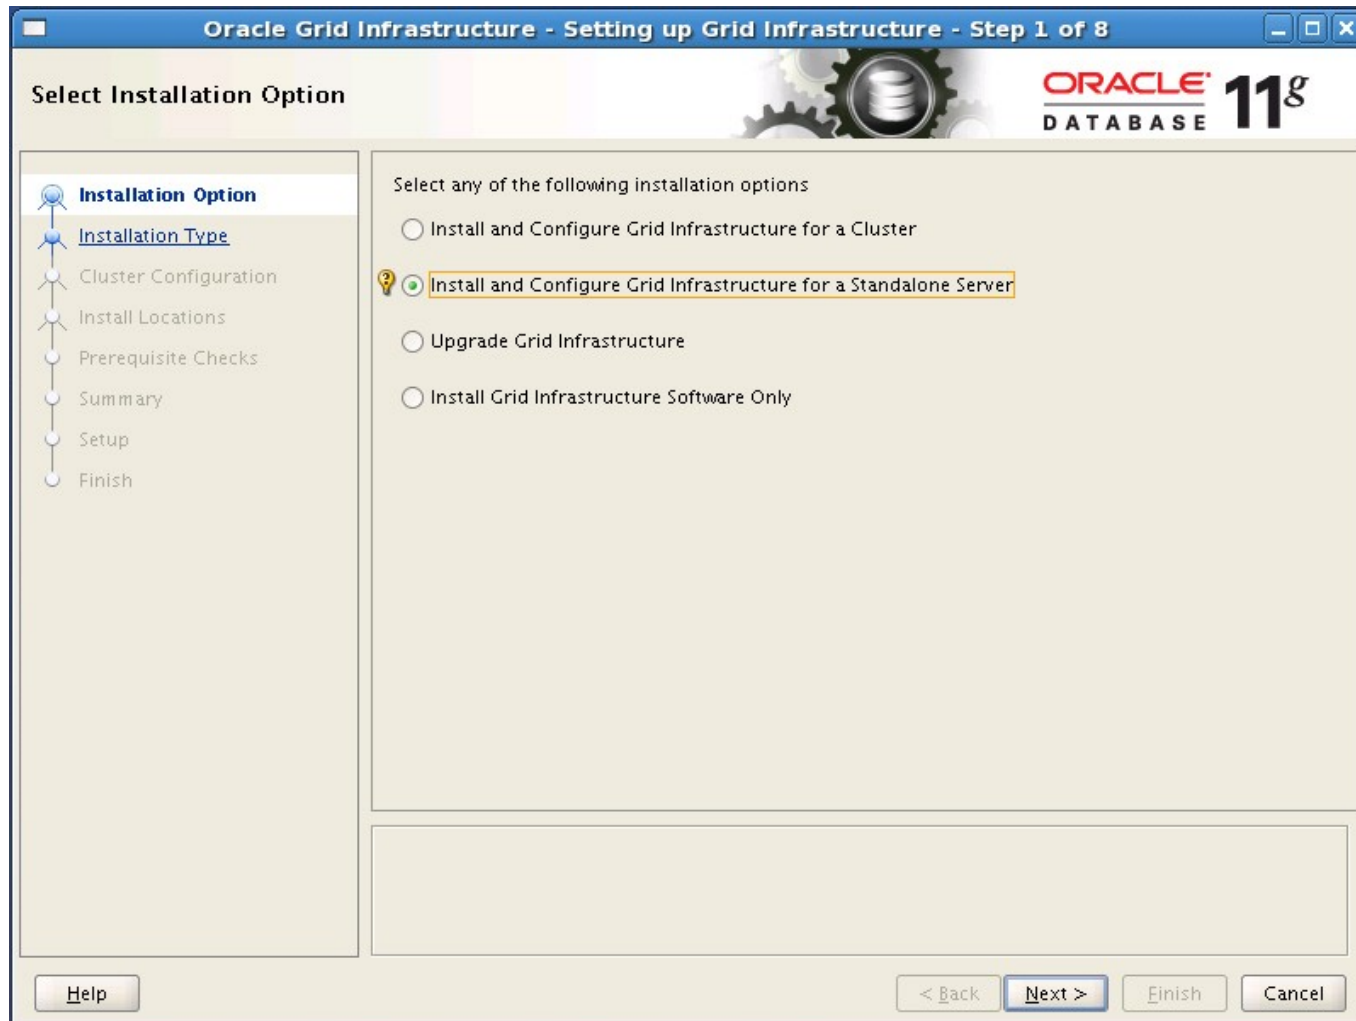 Oracle Grid Infrastructure - Setting up Grid Infrastructure - Step 1 of 8
Select Installation Option
ORACLE DATABASE 11g
Installation Option
Installation Type
Cluster Configuration
Install Locations
Prerequisite Checks
Summary
Setup
Finish
Select any of the following installation options
Install and Configure Grid Infrastructure for a Cluster
Install and Configure Grid Infrastructure for a Standalone Server
Upgrade Grid Infrastructure
Install Grid Infrastructure Software Only
Help
< Back
Next >
Finish
Cancel